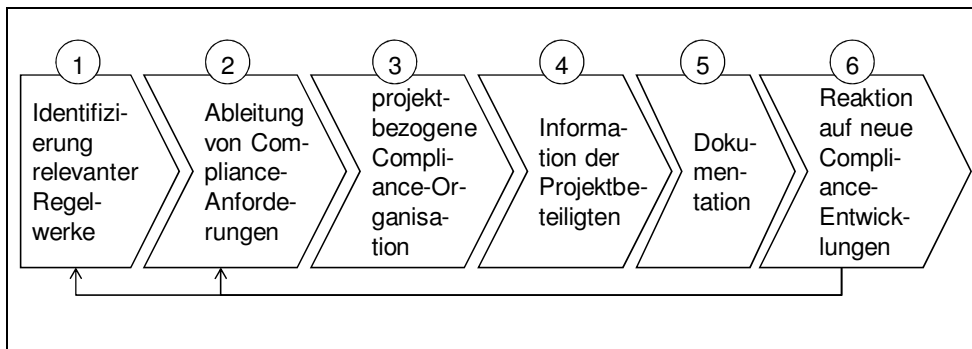 1
Identifizi-
erung
relevanter
Regel-
werke
2
Ableitung
von Com-
pliance-
Anforde-
rungen
3
projekt-
bezogene
Compli-
ance-Or-
ganisa-
tion
4
Informa-
tion der
Projektbe-
teiligten
5
Doku-
men-
tation
6
Reaktion
auf neue
Compli-
ance-
Entwick-
lungen